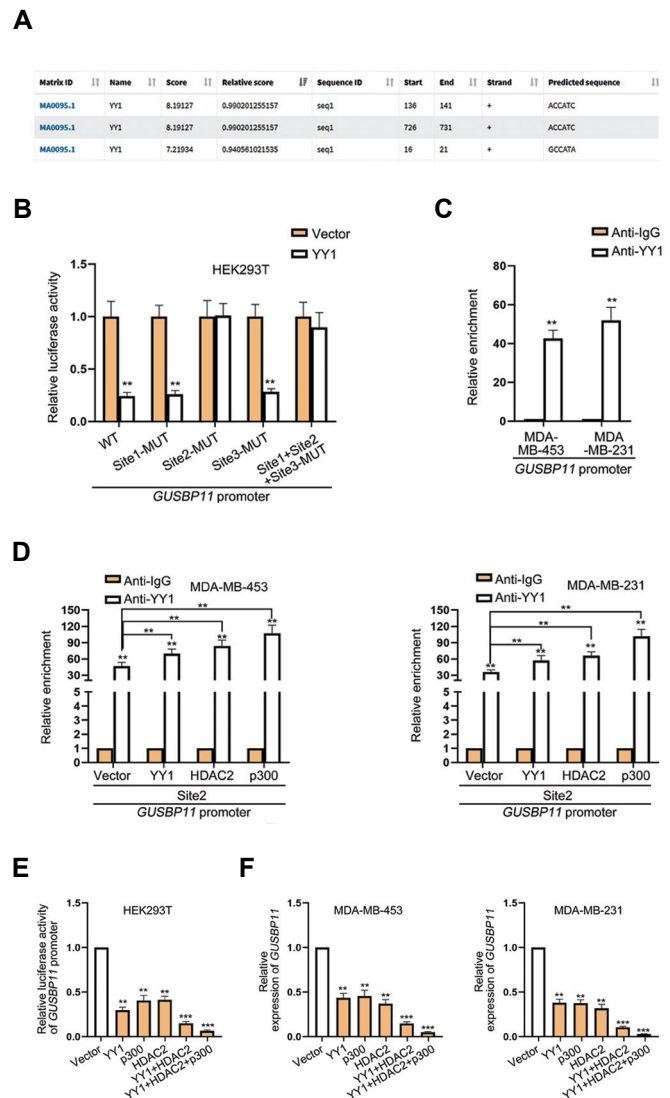 A
Matrix ID Name Score Relative score Sequence ID Start End Strand Predicted sequence
MA0095.1 YY1 8.19127 0.990201255157 seq1 136 141 + ACCATC
MA0095.1 YY1 8.19127 0.990201255157 seq1 726 731 + ACCATC
MA0095.1 YY1 7.21934 0.940561021535 seq1 16 21 + GCCATA
B
Vector
YY1
HEK293T
Relative luciferase activity
1.5
1.0
0.5
0.0
** ** **
WT Site1-MUT Site2-MUT Site3-MUT Site1+Site2
+Site3-MUT
GUSBP11 promoter
C
Anti-IgG
Anti-YY1
Relative enrichment
80
60
40
20
0
** **
MDA-
MB-453
MDA
-MB-231
GUSBP11 promoter
D
Anti-IgG
Anti-YY1
MDA-MB-453
Relative enrichment
150
120
90
60
30
5
4
3
2
1
0
**
**
**
** ** ** **
Vector YY1 HDAC2 p300
Site2
GUSBP11 promoter
Anti-IgG
Anti-YY1
MDA-MB-231
Relative enrichment
150
120
90
60
30
5
4
3
2
1
0
**
**
**
** ** ** **
Vector YY1 HDAC2 p300
Site2
GUSBP11 promoter
E
HEK293T
Relative luciferase activity
of GUSBP11 promoter
1.5
1.0
0.5
0.0
** ** ** *** ***
Vector YY1 p300 HDAC2 YY1+HDAC2 YY1+HDAC2+p300
F
MDA-MB-453
Relative
expression of GUSBP11
1.5
1.0
0.5
0.0
** ** ** *** ***
Vector YY1 p300 HDAC2 YY1+HDAC2 YY1+HDAC2+p300
MDA-MB-231
Relative
expression of GUSBP11
1.5
1.0
0.5
0.0
** ** ** *** ***
Vector YY1 p300 HDAC2 YY1+HDAC2 YY1+HDAC2+p300